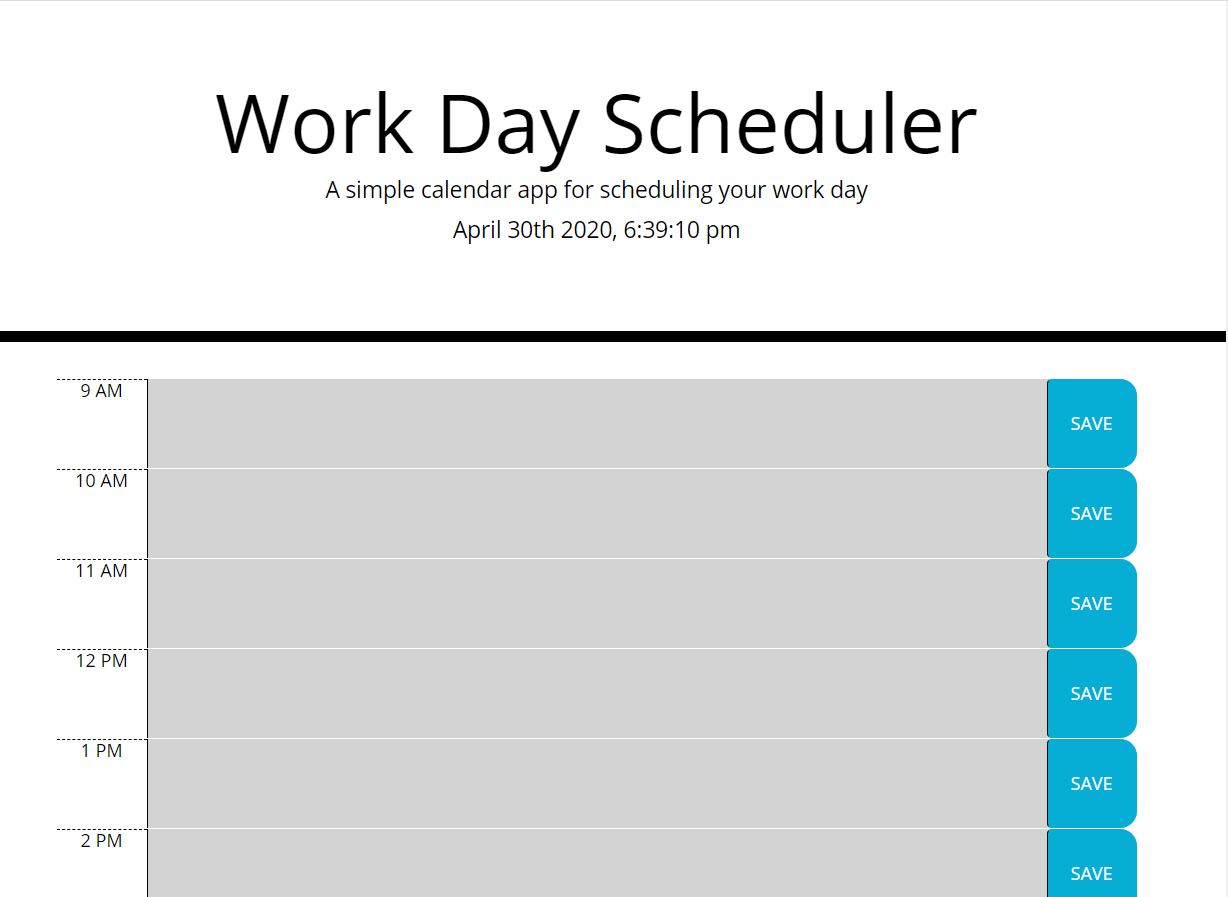 Work Day Scheduler
A simple calendar app for scheduling your work day
April 30th 2020, 6:39:10 pm
9 AM
SAVE
10 AM
SAVE
11 AM
SAVE
12 PM
SAVE
1 PM
SAVE
2 PM
SAVE